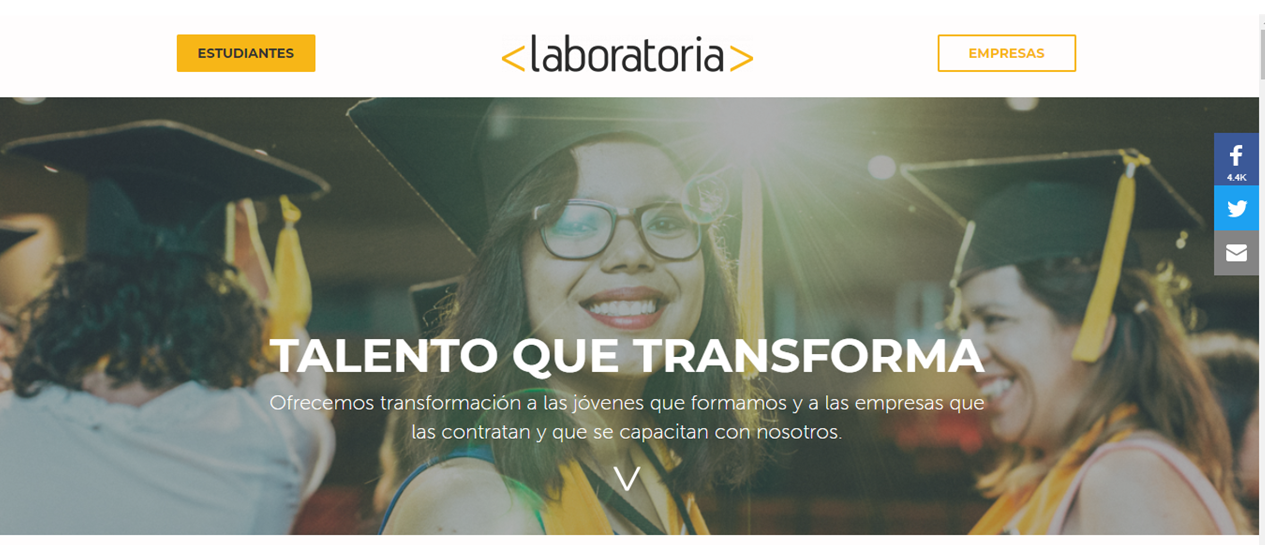 ESTUDIANTES
<laboratoria>
EMPRESAS
4.4K
TALENTO QUE TRANSFORMA
Ofrecemos transformación a las jóvenes que formamos y a las empresas que
las contratan y que se capacitan con nosotros.